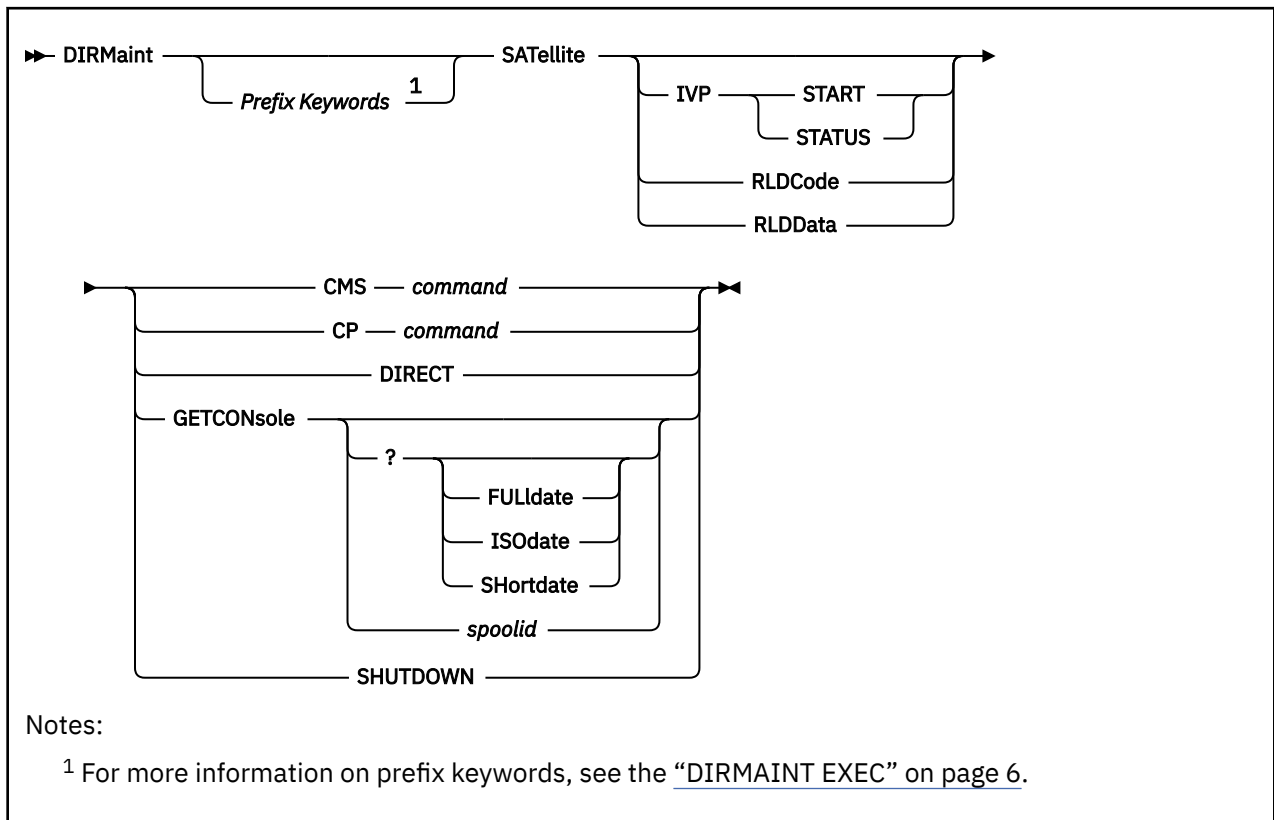 DIRMaint Prefix Keywords 1 SATellite
IVP START
STATUS
RLDCode
RLDData
CMS command
CP command
DIRECT
GETCONsole
?
FULldate
ISOdate
SHortdate
spoolid
SHUTDOWN
Notes:
1 For more information on prefix keywords, see the “DIRMAINT EXEC” on page 6.